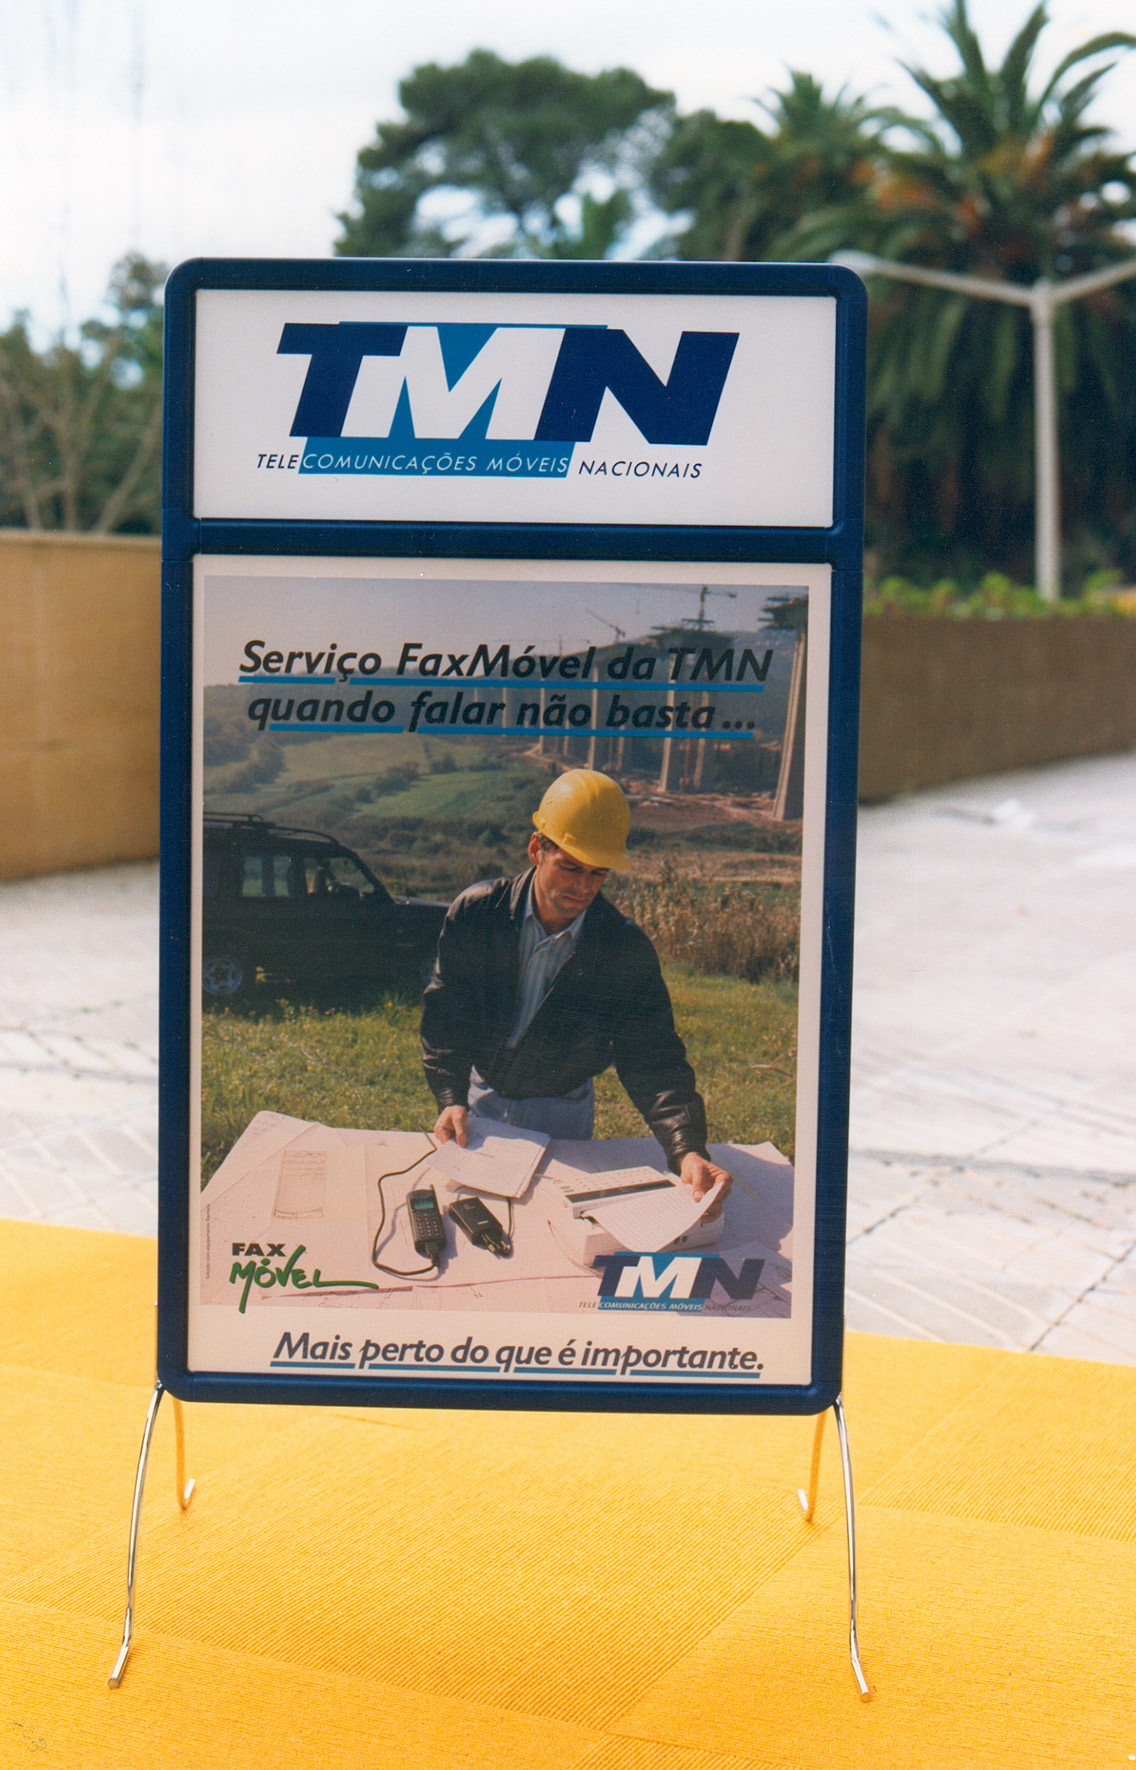 TMN
TELECOMUNICAÇÕES MÓVEIS NACIONAIS
Serviço FaxMóvel da TMN
quando falar não basta...
FAX
MÓVEL
TMN
TELECOMUNICAÇÕES MÓVEIS NACIONAIS
Mais perto do que é importante.